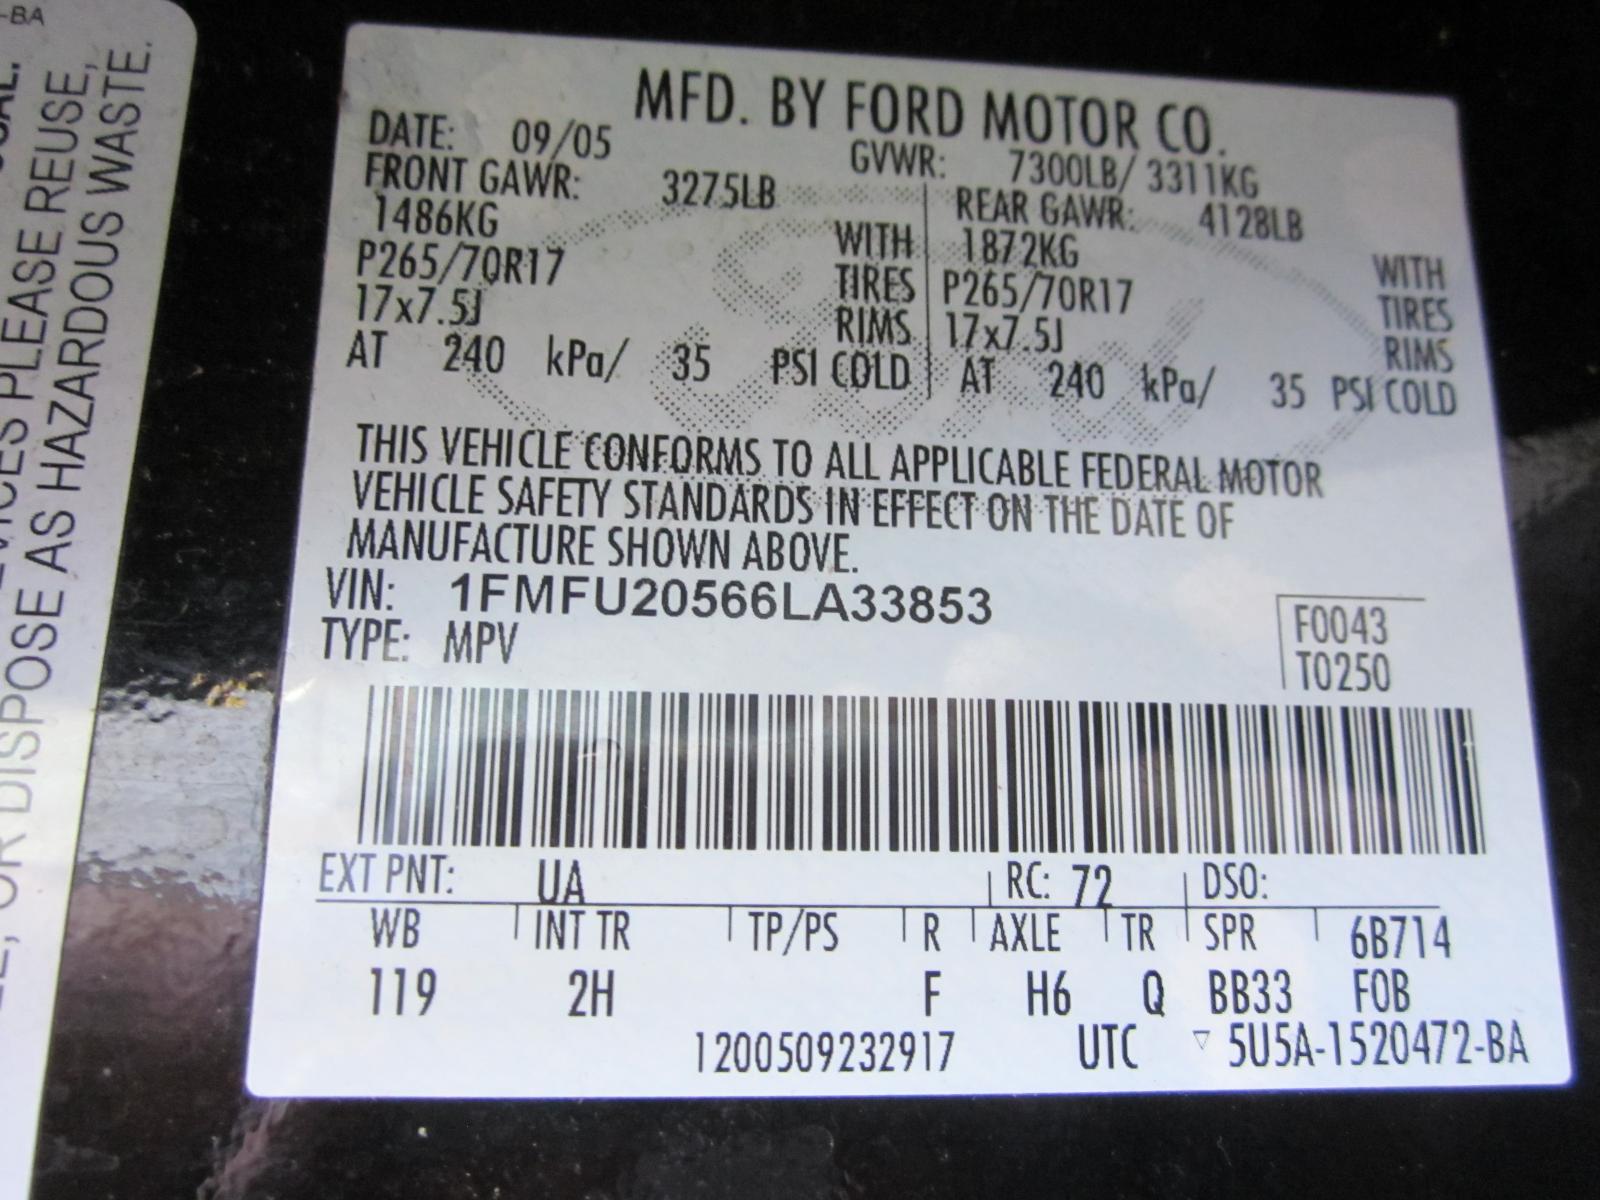 -BA
VICES PLEASE REUSE,
E, OR DISPOSE AS HAZARDOUS WASTE.
MFD. BY FORD MOTOR CO.
DATE: 09/05 GVWR: 7300LB/ 3311KG
FRONT GAWR: 3275LB REAR GAWR: 4128LB
1486KG WITH 1872KG WITH
P265/70R17 TIRES P265/70R17 TIRES
17x7.5J RIMS 17x7.5J RIMS
AT 240 kPa/ 35 PSI COLD AT 240 kPa/ 35 PSI COLD
Ford
THIS VEHICLE CONFORMS TO ALL APPLICABLE FEDERAL MOTOR
VEHICLE SAFETY STANDARDS IN EFFECT ON THE DATE OF
MANUFACTURE SHOWN ABOVE.
VIN: 1FMFU20566LA33853
TYPE: MPV
F0043
T0250
EXT PNT: UA RC: 72 DSO:
WB INT TR TP/PS R AXLE TR SPR 6B714
119 2H F H6 Q BB33 FOB
1200509232917 UTC ▽ 5U5A-1520472-BA